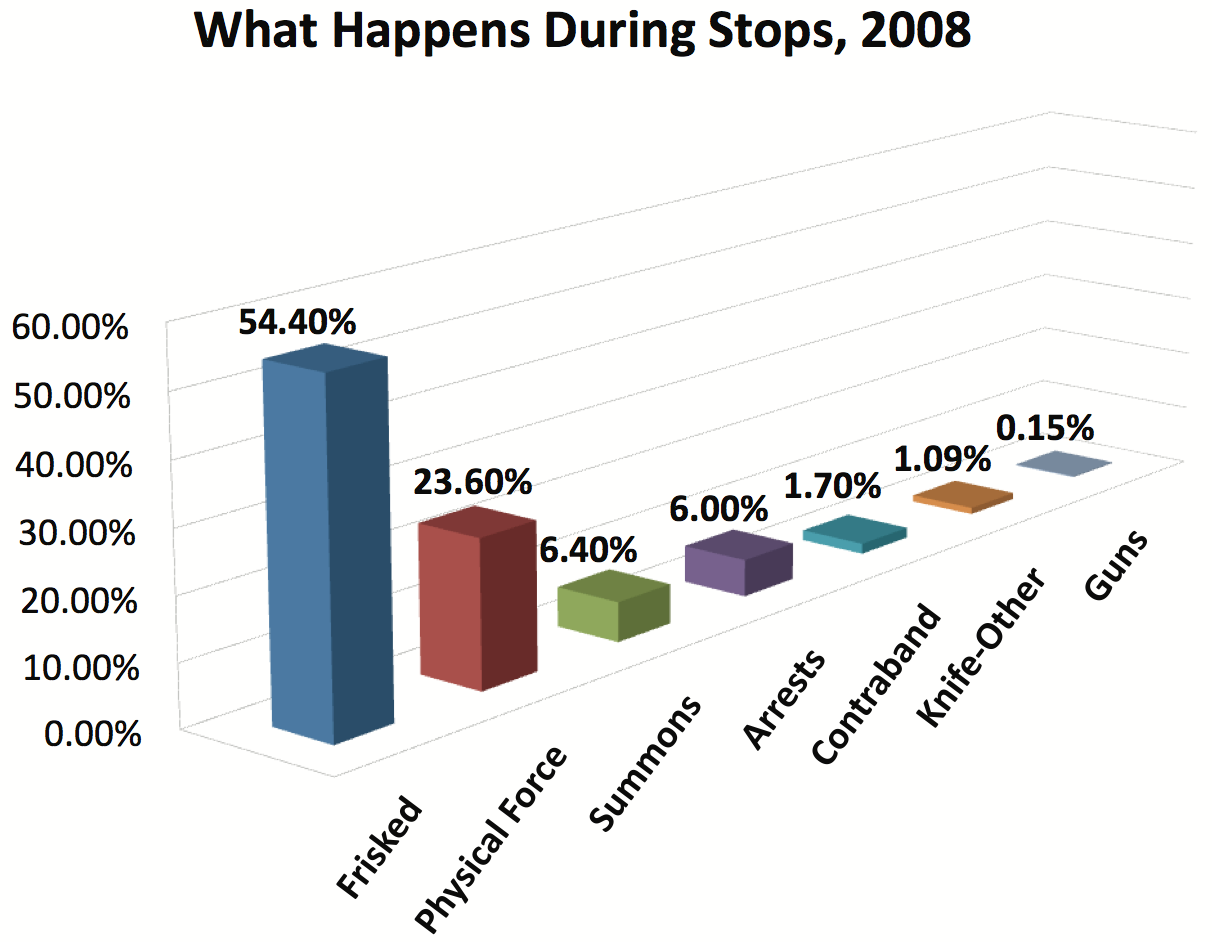 What Happens During Stops, 2008
60.00%
50.00%
40.00%
30.00%
20.00%
10.00%
0.00%
54.40%
23.60%
6.40%
6.00%
1.70%
1.09%
0.15%
Frisked
Physical Force
Summons
Arrests
Contraband
Knife-Other
Guns